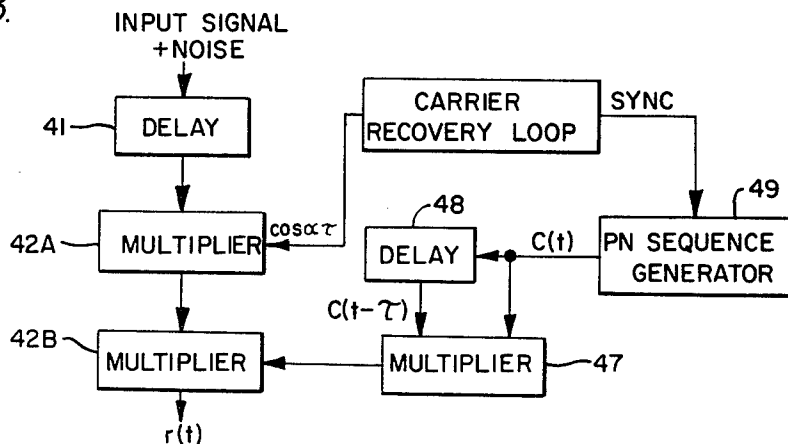 8.
INPUT SIGNAL
+NOISE
41
DELAY
CARRIER
RECOVERY LOOP
SYNC
42A
MULTIPLIER
cosατ
48
DELAY
C(t)
49
PN SEQUENCE
GENERATOR
C(t-τ)
42B
MULTIPLIER
MULTIPLIER
47
r(t)